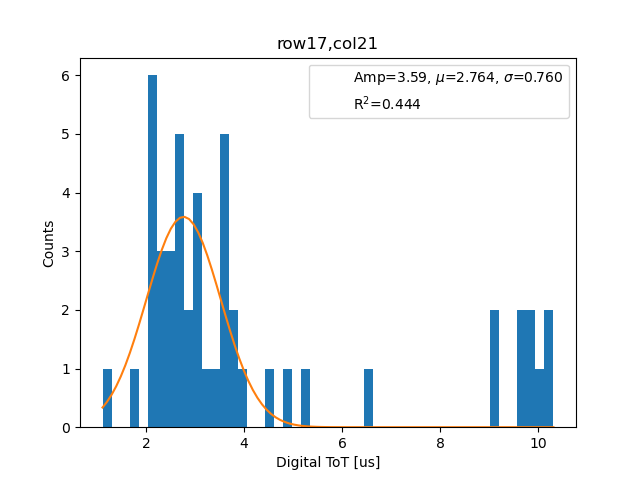 row17,col21
Amp=3.59, μ=2.764, σ=0.760
R²=0.444
Counts
6
5
4
3
2
1
0
2 4 6 8 10
Digital ToT [us]